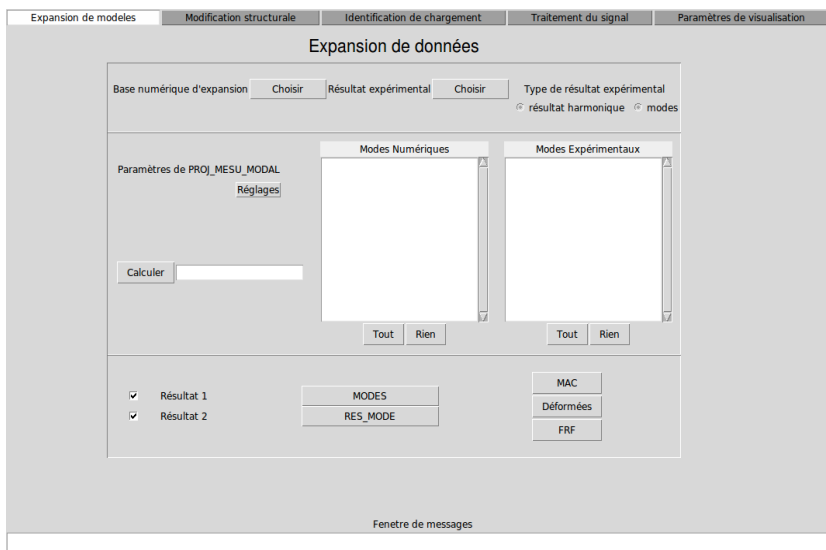 Expansion de modeles Modification structurale Identification de chargement Traitement du signal Paramètres de visualisation
Expansion de données
Base numérique d'expansion Choisir Résultat expérimental Choisir Type de résultat expérimental
résultat harmonique modes
Modes Numériques Modes Expérimentaux
Paramètres de PROJ_MESU_MODAL
Réglages
Calculer
Tout Rien Tout Rien
MAC
Résultat 1 MODES
Déformées
Résultat 2 RES_MODE
FRF
Fenetre de messages